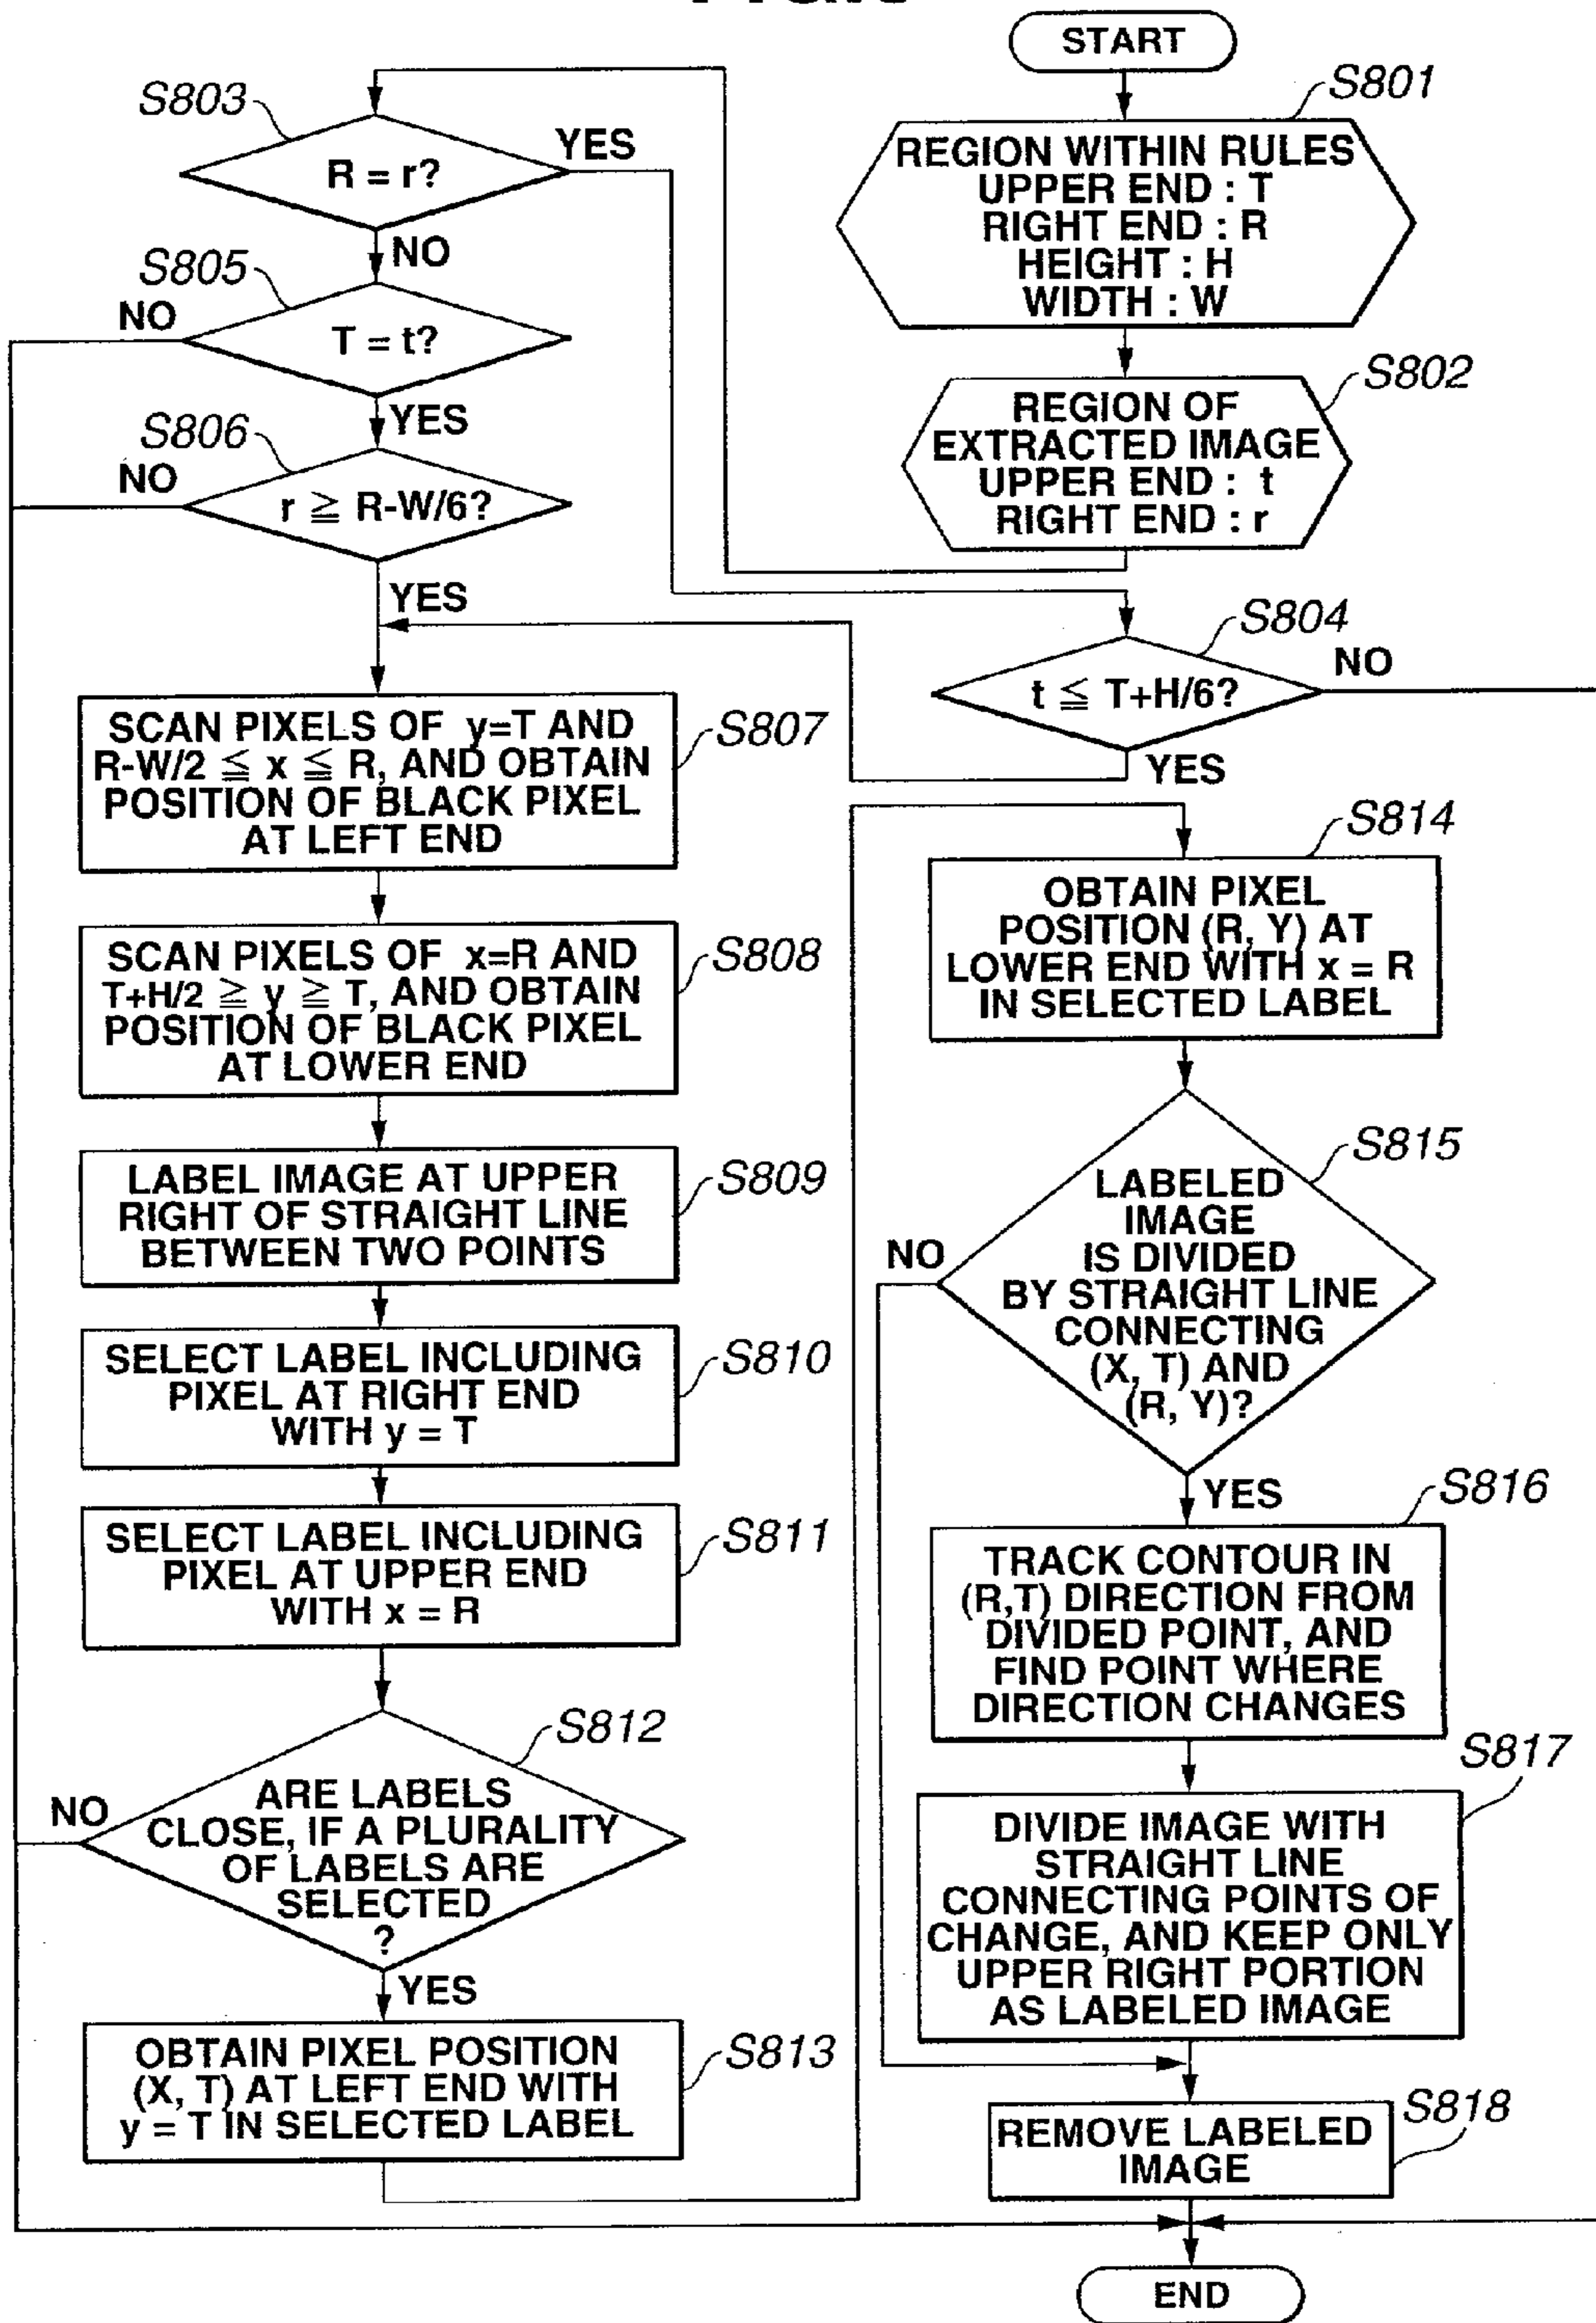 START
S801
REGION WITHIN RULES
UPPER END : T
RIGHT END : R
HEIGHT : H
WIDTH : W
S802
REGION OF
EXTRACTED IMAGE
UPPER END : t
RIGHT END : r
S803
R = r?
YES
NO
S805
T = t?
NO
YES
S806
r ≧ R-W/6?
NO
YES
S804
t ≦ T+H/6?
NO
YES
S807
SCAN PIXELS OF y=T AND
R-W/2 ≦ x ≦ R, AND OBTAIN
POSITION OF BLACK PIXEL
AT LEFT END
S808
SCAN PIXELS OF x=R AND
T+H/2 ≧ y ≧ T, AND OBTAIN
POSITION OF BLACK PIXEL
AT LOWER END
S809
LABEL IMAGE AT UPPER
RIGHT OF STRAIGHT LINE
BETWEEN TWO POINTS
S810
SELECT LABEL INCLUDING
PIXEL AT RIGHT END
WITH y = T
S811
SELECT LABEL INCLUDING
PIXEL AT UPPER END
WITH x = R
S812
ARE LABELS
CLOSE, IF A PLURALITY
OF LABELS ARE
SELECTED
?
NO
YES
S813
OBTAIN PIXEL POSITION
(X, T) AT LEFT END WITH
y = T IN SELECTED LABEL
S814
OBTAIN PIXEL
POSITION (R, Y) AT
LOWER END WITH x = R
IN SELECTED LABEL
S815
LABELED
IMAGE
IS DIVIDED
BY STRAIGHT LINE
CONNECTING
(X, T) AND
(R, Y)?
NO
YES
S816
TRACK CONTOUR IN
(R,T) DIRECTION FROM
DIVIDED POINT, AND
FIND POINT WHERE
DIRECTION CHANGES
S817
DIVIDE IMAGE WITH
STRAIGHT LINE
CONNECTING POINTS OF
CHANGE, AND KEEP ONLY
UPPER RIGHT PORTION
AS LABELED IMAGE
S818
REMOVE LABELED
IMAGE
END